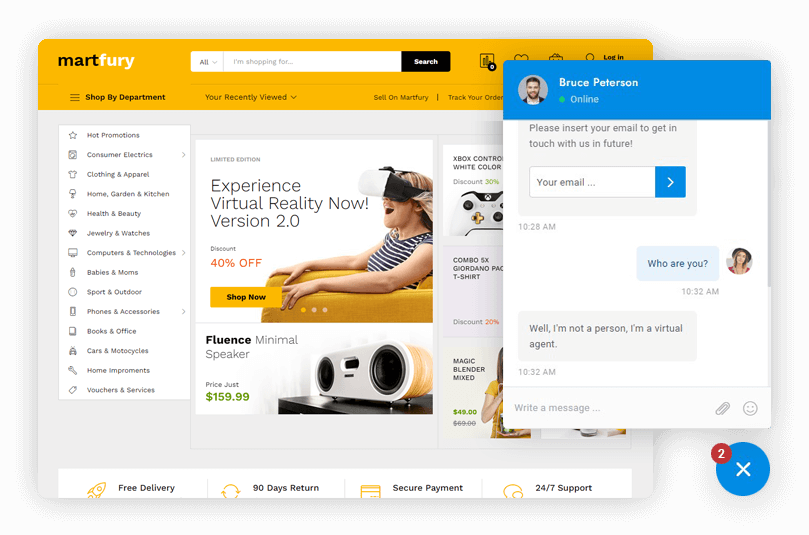 martfury
All
I'm shopping for...
Search
0
Log in
Shop By Department
Your Recently Viewed
Sell On Martfury
Track Your Order
Hot Promotions
Consumer Electrics
Clothing & Apparel
Home, Garden & Kitchen
Health & Beauty
Jewelry & Watches
Computers & Technologies
Babies & Moms
Sport & Outdoor
Phones & Accessories
Books & Office
Cars & Motocycles
Home Improments
Vouchers & Services
LIMITED EDITION
Experience
Virtual Reality Now!
Version 2.0
Discount
40% OFF
Shop Now
Fluence Minimal
Speaker
Price Just
$159.99
XBOX CONTRO
WHITE COLOR
Discount 30%
COMBO 5X
GIORDANO PAC
T-SHIRT
Discount 20%
MAGIC
BLENDER
MIXED
$49.00
$69.00
Free Delivery
90 Days Return
Secure Payment
24/7 Support
Bruce Peterson
Online
Please insert your email to get in
touch with us in future!
Your email ...
10:28 AM
Who are you?
10:32 AM
Well, I'm not a person, I'm a virtual
agent.
10:32 AM
Write a message ...
2